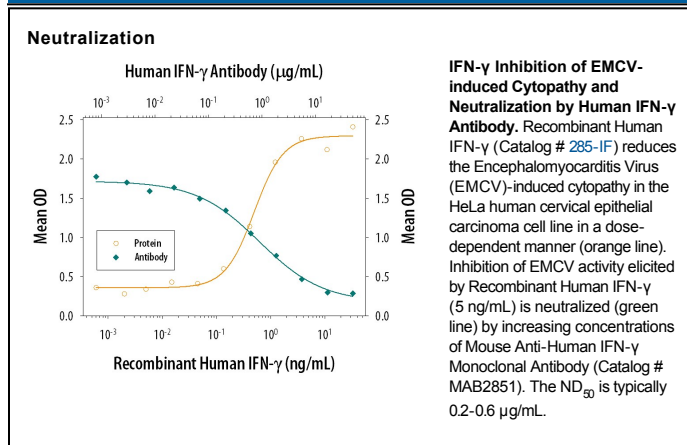 Neutralization
Human IFN-γ Antibody (μg/mL)
10⁻³ 10⁻² 10⁻¹ 10⁰ 10¹
2.5 2.5
2.0 2.0
1.5 1.5
1.0 1.0
0.5 0.5
0.0 0.0
Mean OD
Mean OD
Protein
Antibody
10⁻³ 10⁻² 10⁻¹ 10⁰ 10¹
Recombinant Human IFN-γ (ng/mL)
IFN-γ Inhibition of EMCV-
induced Cytopathy and
Neutralization by Human IFN-γ
Antibody. Recombinant Human
IFN-γ (Catalog # 285-IF) reduces
the Encephalomyocarditis Virus
(EMCV)-induced cytopathy in the
HeLa human cervical epithelial
carcinoma cell line in a dose-
dependent manner (orange line).
Inhibition of EMCV activity elicited
by Recombinant Human IFN-γ
(5 ng/mL) is neutralized (green
line) by increasing concentrations
of Mouse Anti-Human IFN-γ
Monoclonal Antibody (Catalog #
MAB2851). The ND₅₀ is typically
0.2-0.6 μg/mL.